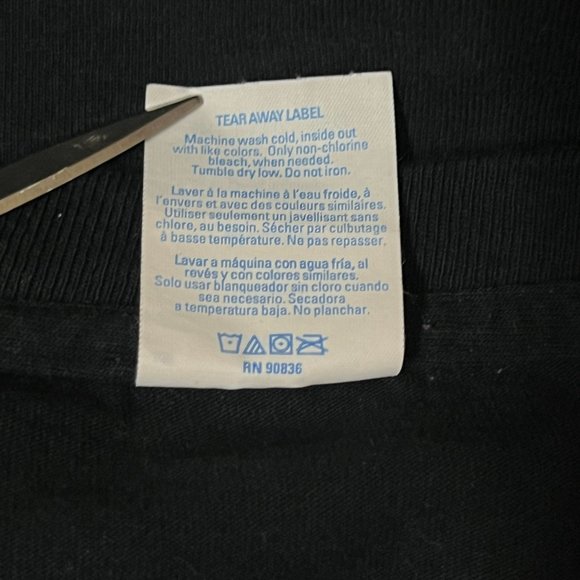 TEAR AWAY LABEL
Machine wash cold, inside out
with like colors. Only non-chlorine
bleach, when needed.
Tumble dry low. Do not iron.
Laver à la machine à l'eau froide, à
l'envers et avec des couleurs similaires.
Utiliser seulement un javellisant sans
chlore, au besoin. Sécher par culbutage
à basse température. Ne pas repasser.
Lavar a máquina con agua fría, al
revés y con colores similares.
Solo usar blanqueador sin cloro cuando
sea necesario. Secadora
a temperatura baja. No planchar.
RN 90836